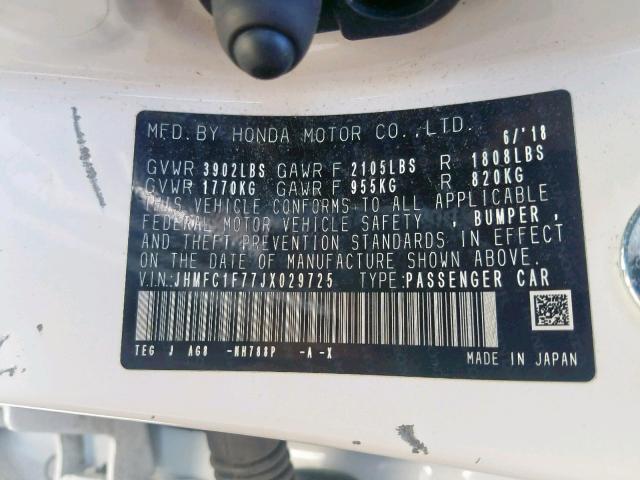 MFD.BY HONDA MOTOR CO.,LTD. 6/'18
GVWR 3902LBS GAWR F 2105LBS R 1808LBS
GVWR 1770KG GAWR F 955KG R 820KG
THIS VEHICLE CONFORMS TO ALL APPLICABLE
FEDERAL MOTOR VEHICLE SAFETY , BUMPER ,
AND THEFT PREVENTION STANDARDS IN EFFECT
ON THE DATE OF MANUFACTURE SHOWN ABOVE.
V.I.N:JHMFC1F77JX029725 TYPE:PASSENGER CAR
TEG J AG8 -NH788P -A -X
MADE IN JAPAN